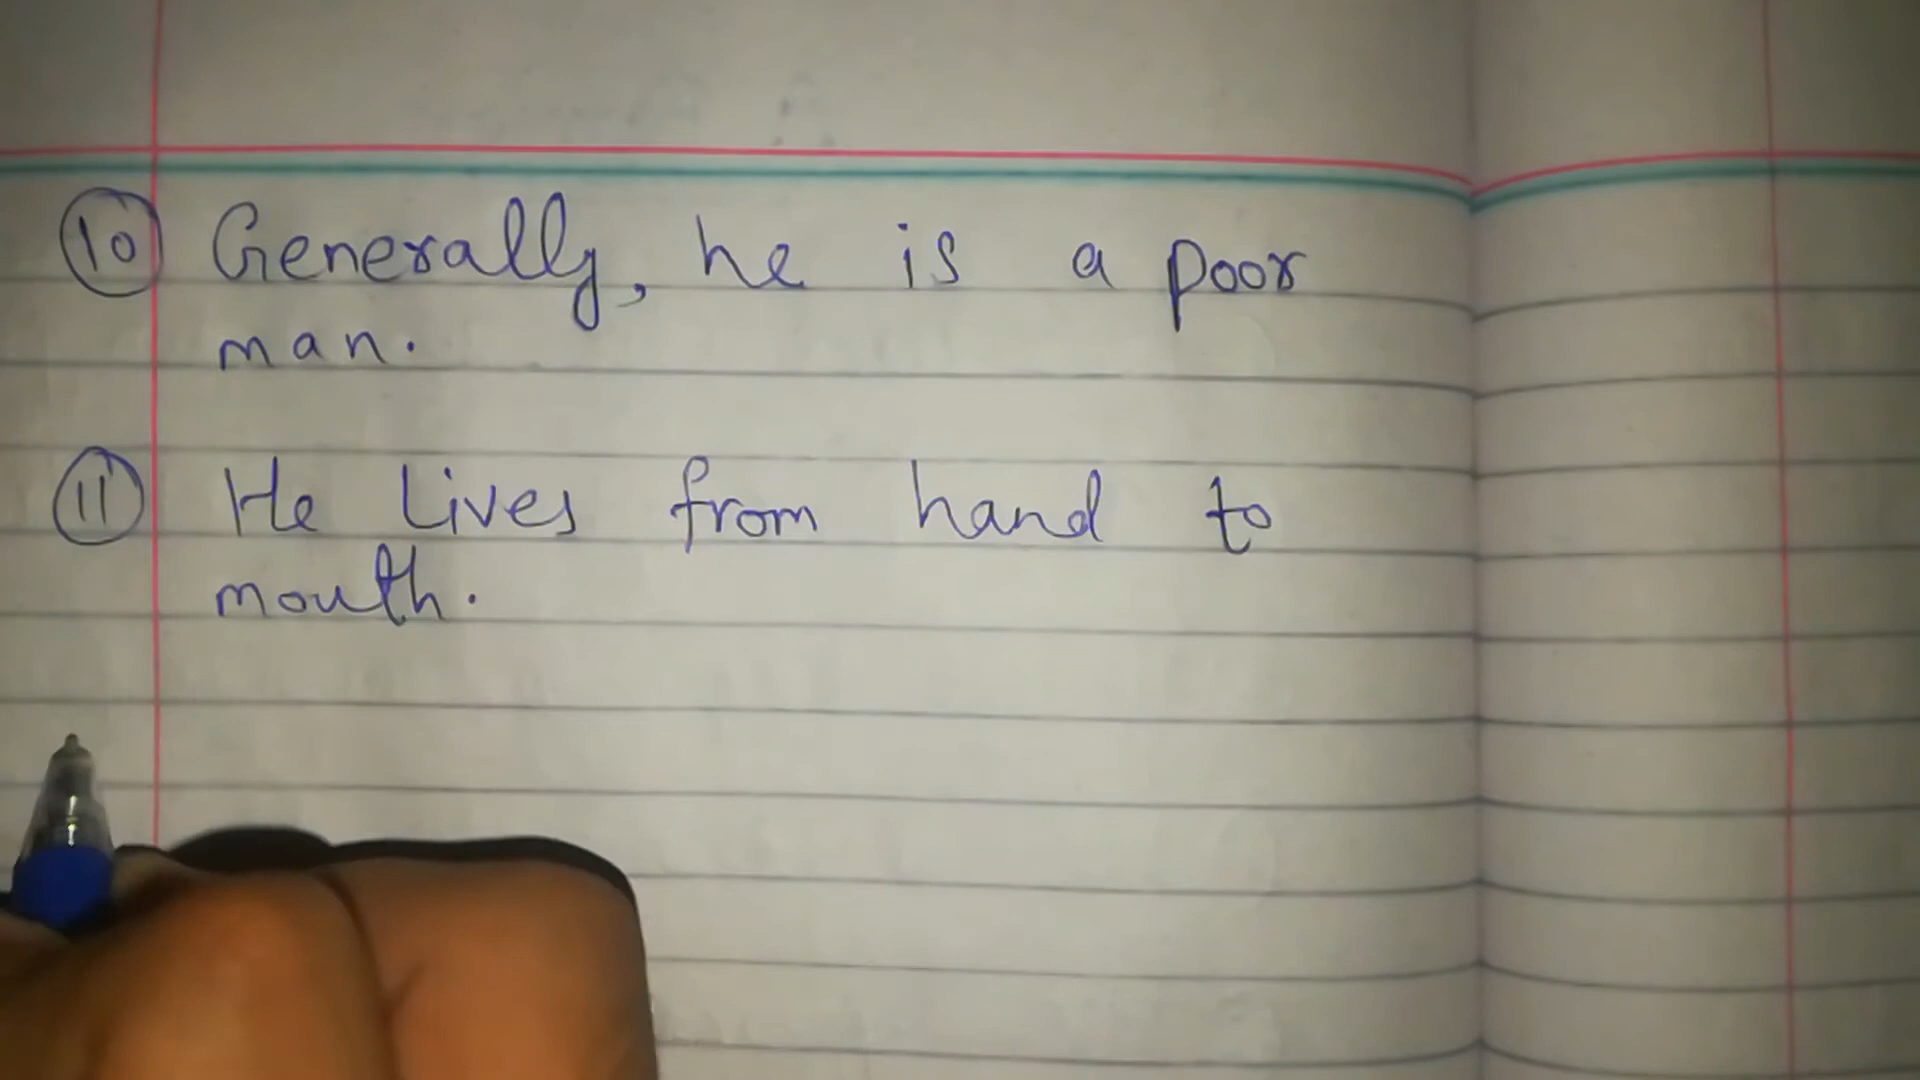 10 Generally, he is a poor
man.
11 He lives from hand to
mouth.